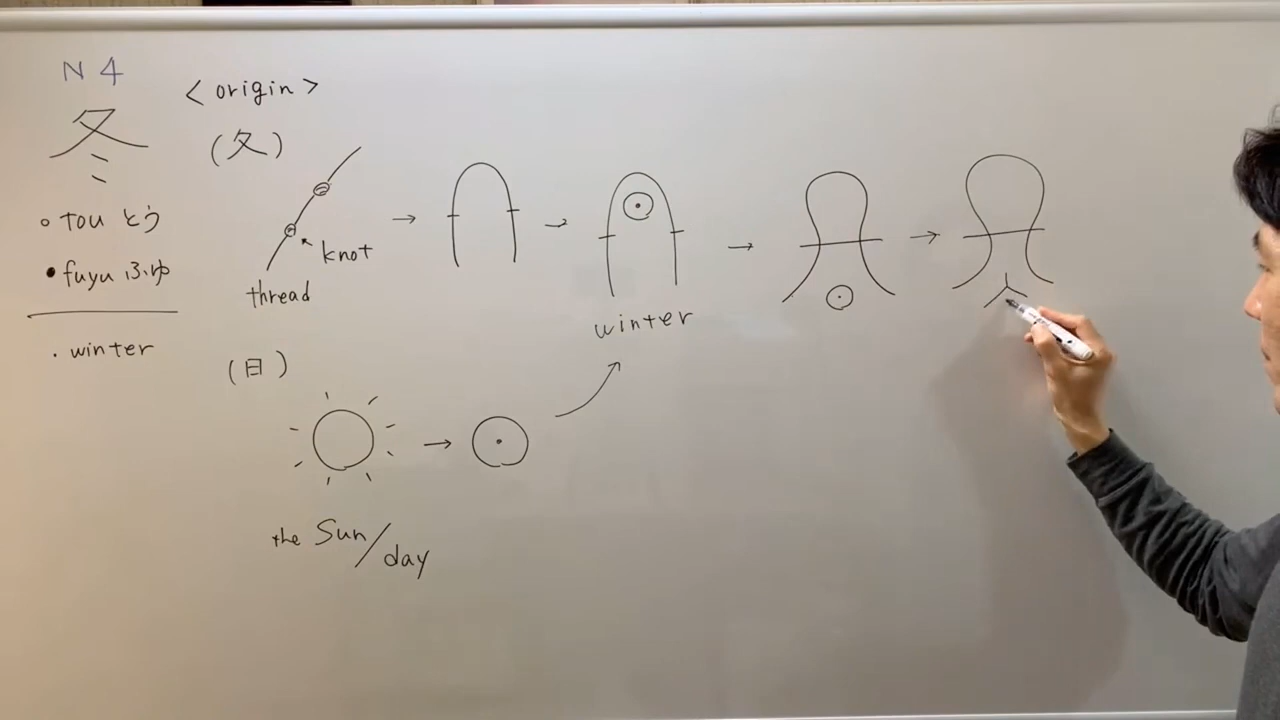 N4
冬
tou とう
fuyu ふゆ
winter
<origin>
(夂)
knot
thread
winter
(日)
the Sun/day